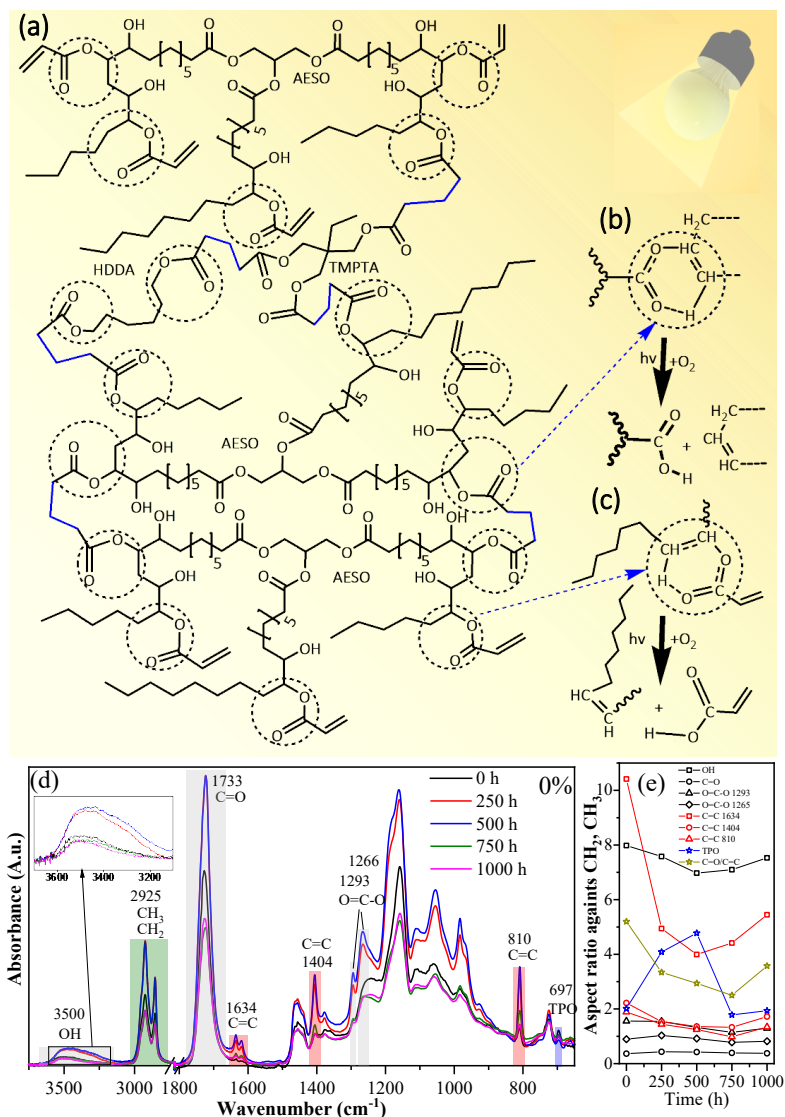 (a)
OH
OH
O
O
O
O
O
O
O
O
5
AESO
5
OH
O
O
HO
O
O
O
O
5
OH
O
O
O
O
HDDA
TMPTA
O
O
O
O
O
O
O
O
O
O
O
O
O
O
OH
5
O
O
OH
AESO
HO
O
O
O
O
O
O
O
O
5
5
OH
OH
OH
OH
O
O
O
O
O
O
O
O
5
AESO
5
OH
O
O
HO
O
O
O
O
5
OH
O
O
(b)
H₂C
O
CH
C
CH
O
H
hν
+O₂
O
C
O
H
+
H₂C
CH
HC
(c)
C
C
H
O
O
C
hν
+O₂
HC
C
+
O
H
O
(d)
1733
C=O
0 h
250 h
500 h
750 h
1000 h
0%
3600
3400
3200
2925
CH₃
CH₂
3500
OH
1634
C=C
C=C
1404
1266
1293
O=C-O
810
C=C
697
TPO
Absorbance (A.u.)
3500
3000
1800
1600
1400
1200
1000
800
Wavenumber (cm⁻¹)
(e)
OH
C=O
O=C-O 1293
O=C-O 1265
C=C 1634
C=C 1404
C=C 810
TPO
C=O/C=C
Aspect ratio againts CH₂, CH₃
10
8
6
4
2
0
0
250
500
750
1000
Time (h)